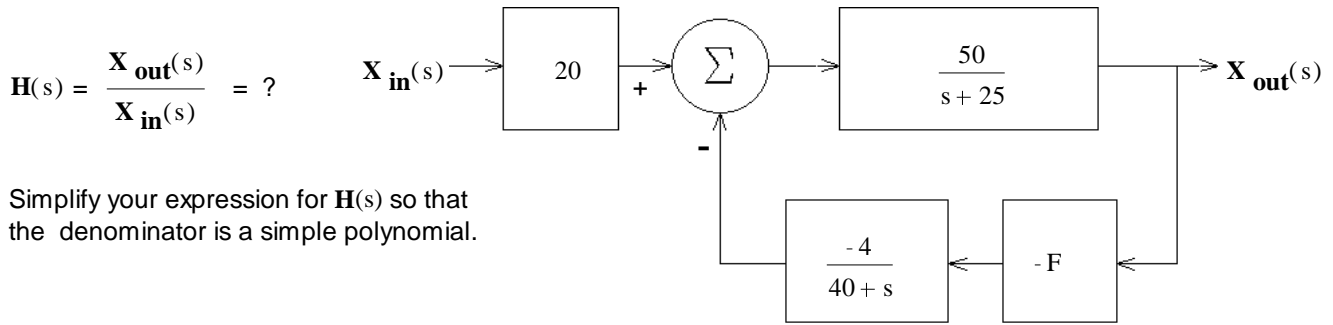 H(s) = X out(s) / X in(s) = ?
X in(s)
20
+
Σ
-
50 / s + 25
X out(s)
Simplify your expression for H(s) so that
the denominator is a simple polynomial.
- 4 / 40 + s
- F